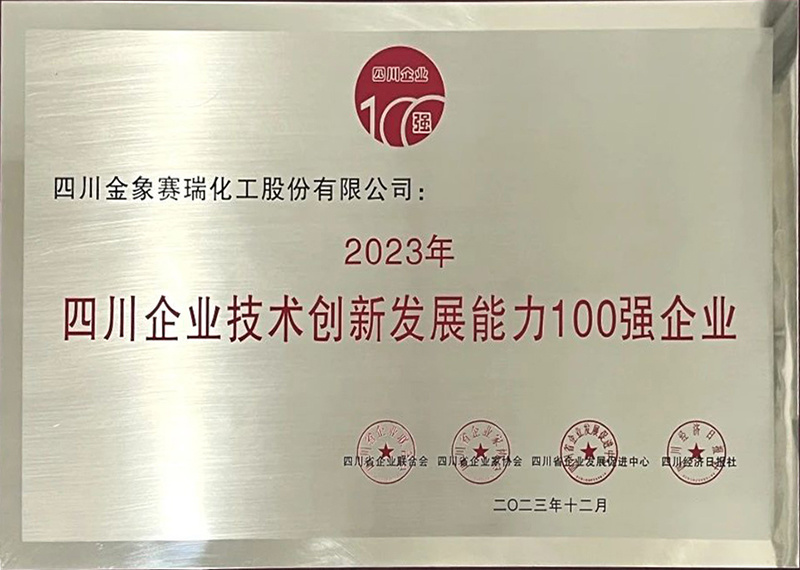 四川企业
100强
四川金象赛瑞化工股份有限公司：
2023年
四川企业技术创新发展能力100强企业
四川省企业联合会 四川省企业家协会 四川省企业发展促进中心 四川经济日报社
二〇二三年十二月